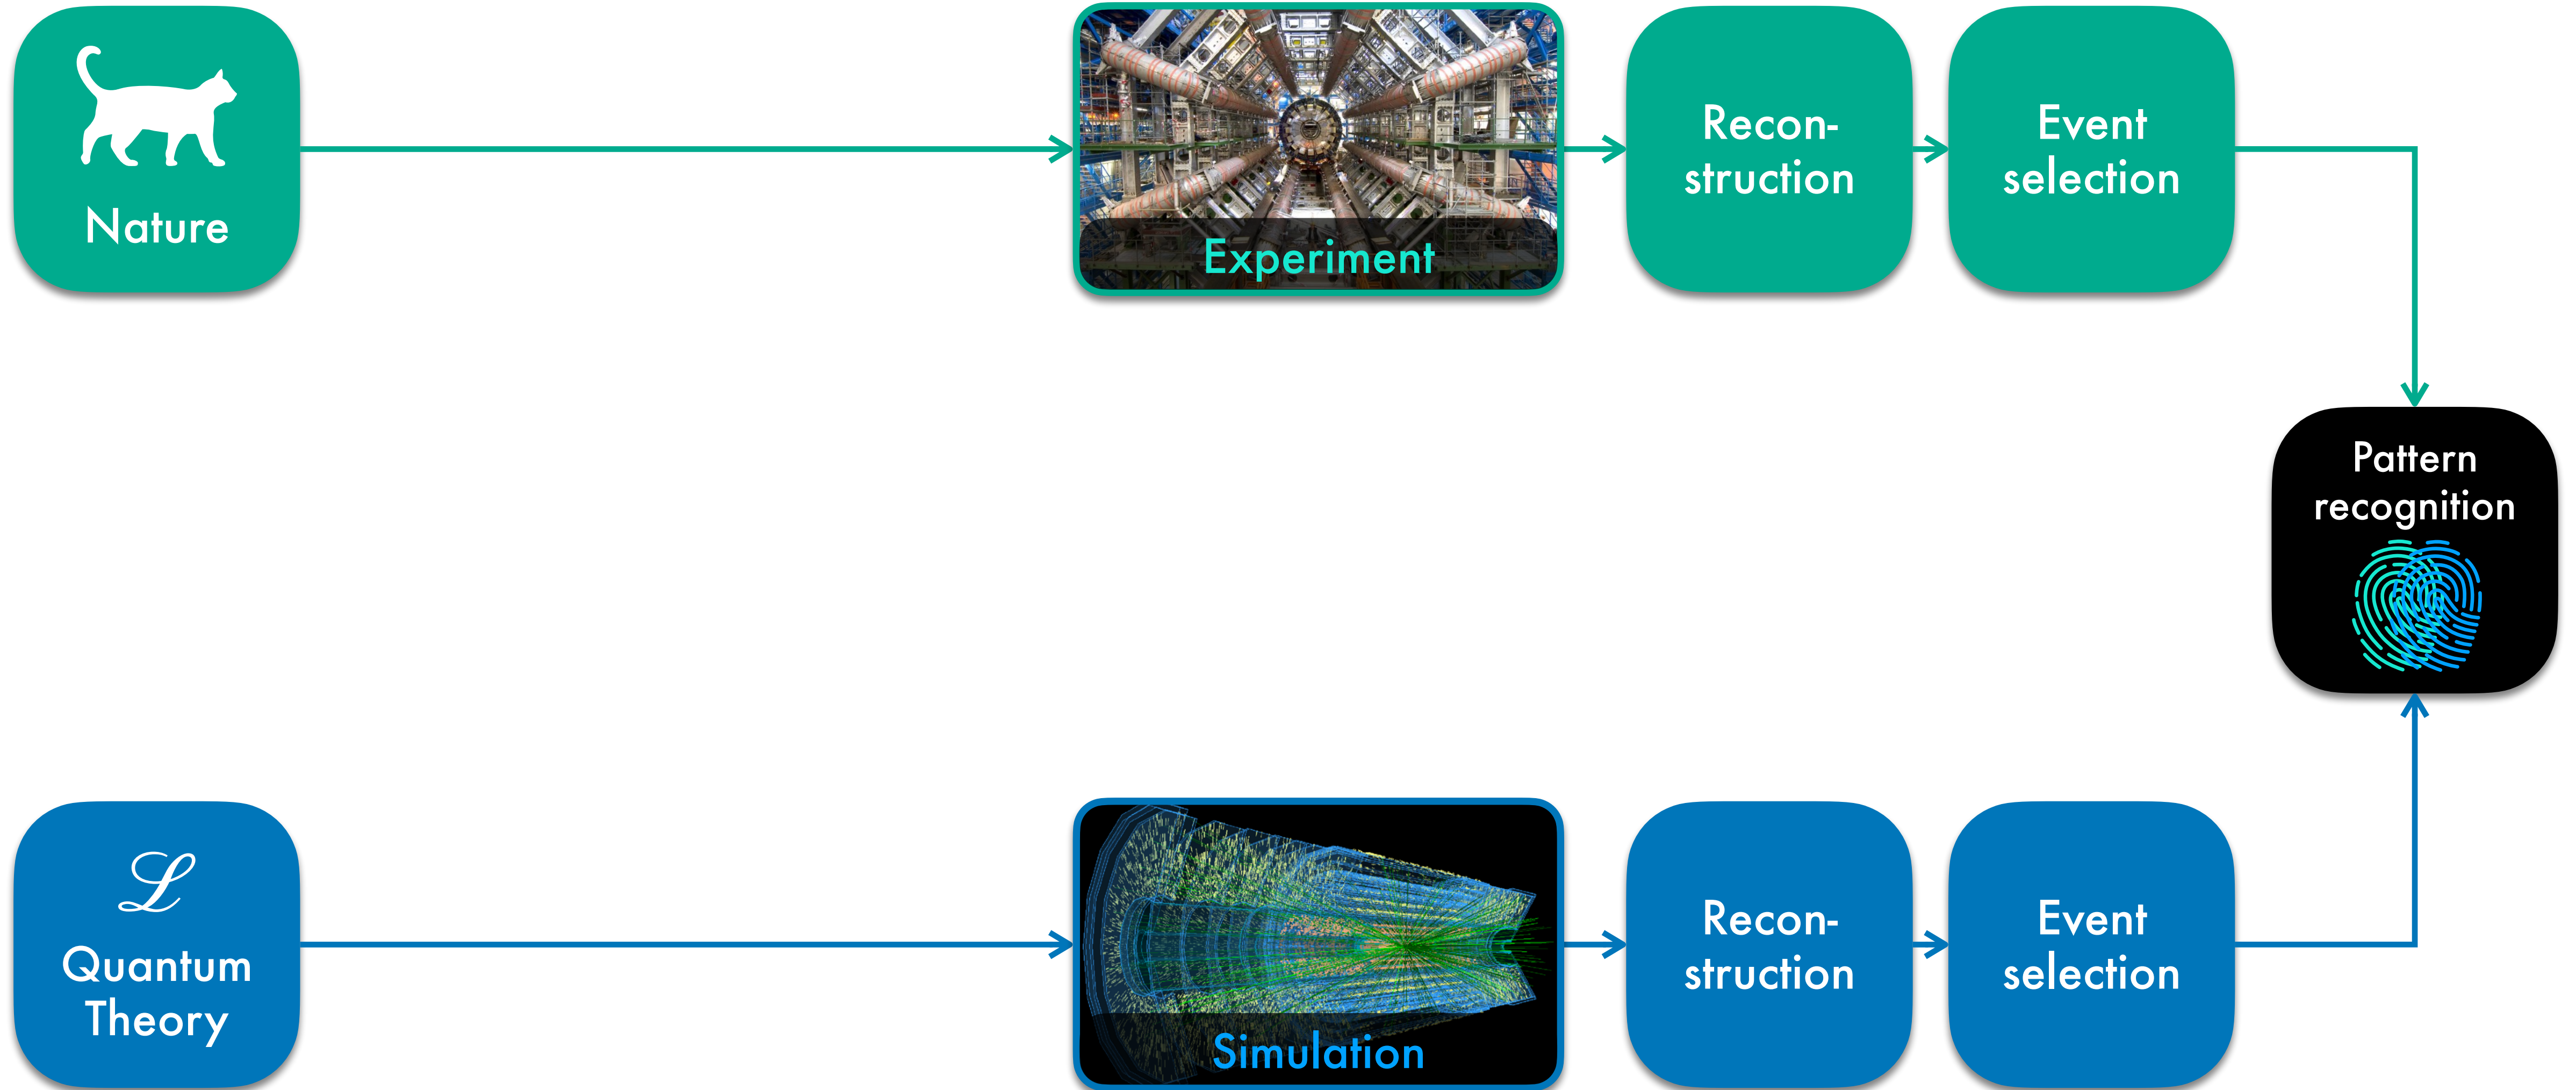 Nature
Experiment
Recon-
struction
Event
selection
Pattern
recognition
ℒ
Quantum
Theory
Simulation
Recon-
struction
Event
selection